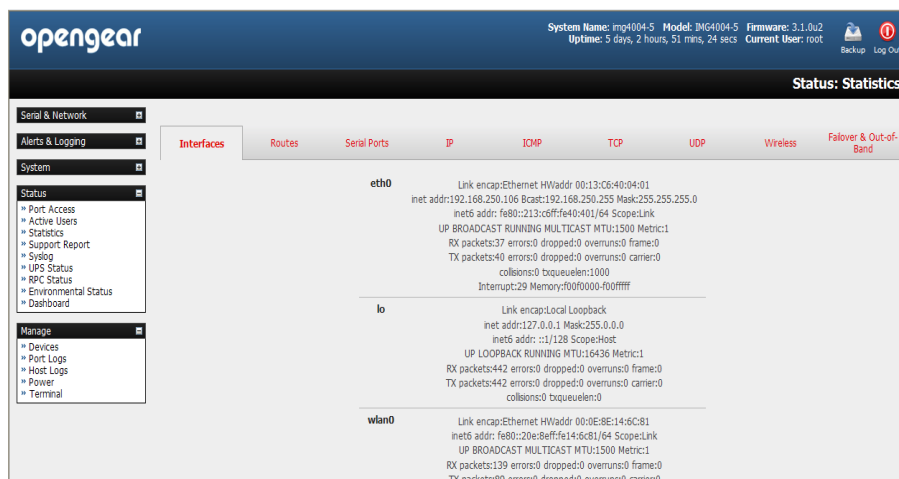 opengear
System Name: img4004-5 Model: IMG4004-5 Firmware: 3.1.0u2
Uptime: 5 days, 2 hours, 51 mins, 24 secs Current User: root
Backup Log Out
Status: Statistics
Serial & Network
Alerts & Logging
System
Status
» Port Access
» Active Users
» Statistics
» Support Report
» Syslog
» UPS Status
» RPC Status
» Environmental Status
» Dashboard
Manage
» Devices
» Port Logs
» Host Logs
» Power
» Terminal
Interfaces Routes Serial Ports IP ICMP TCP UDP Wireless Failover & Out-of-
Band
eth0 Link encap:Ethernet HWaddr 00:13:C6:40:04:01
inet addr:192.168.250.106 Bcast:192.168.250.255 Mask:255.255.255.0
inet6 addr: fe80::213:c6ff:fe40:401/64 Scope:Link
UP BROADCAST RUNNING MULTICAST MTU:1500 Metric:1
RX packets:37 errors:0 dropped:0 overruns:0 frame:0
TX packets:40 errors:0 dropped:0 overruns:0 carrier:0
collisions:0 txqueuelen:1000
Interrupt:29 Memory:f00f0000-f00fffff
lo Link encap:Local Loopback
inet addr:127.0.0.1 Mask:255.0.0.0
inet6 addr: ::1/128 Scope:Host
UP LOOPBACK RUNNING MTU:16436 Metric:1
RX packets:442 errors:0 dropped:0 overruns:0 frame:0
TX packets:442 errors:0 dropped:0 overruns:0 carrier:0
collisions:0 txqueuelen:0
wlan0 Link encap:Ethernet HWaddr 00:0E:8E:14:6C:81
inet6 addr: fe80::20e:8eff:fe14:6c81/64 Scope:Link
UP BROADCAST MULTICAST MTU:1500 Metric:1
RX packets:139 errors:0 dropped:0 overruns:0 frame:0